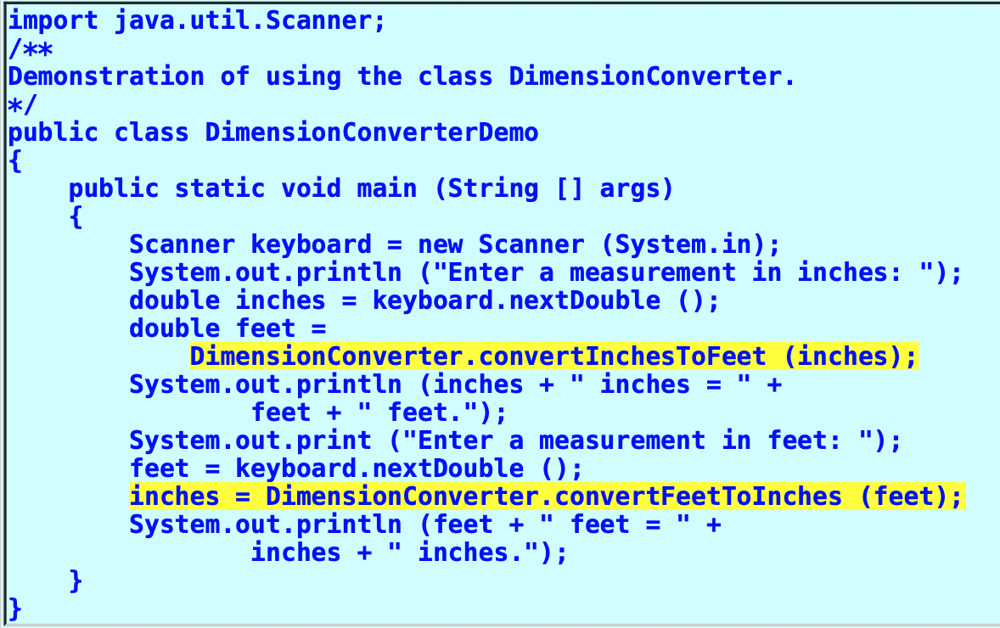 import java.util.Scanner;
/**
Demonstration of using the class DimensionConverter.
*/
public class DimensionConverterDemo
{
    public static void main (String [] args)
    {
        Scanner keyboard = new Scanner (System.in);
        System.out.println ("Enter a measurement in inches: ");
        double inches = keyboard.nextDouble ();
        double feet =
            DimensionConverter.convertInchesToFeet (inches);
        System.out.println (inches + " inches = " +
                feet + " feet.");
        System.out.print ("Enter a measurement in feet: ");
        feet = keyboard.nextDouble ();
        inches = DimensionConverter.convertFeetToInches (feet);
        System.out.println (feet + " feet = " +
                inches + " inches.");
    }
}